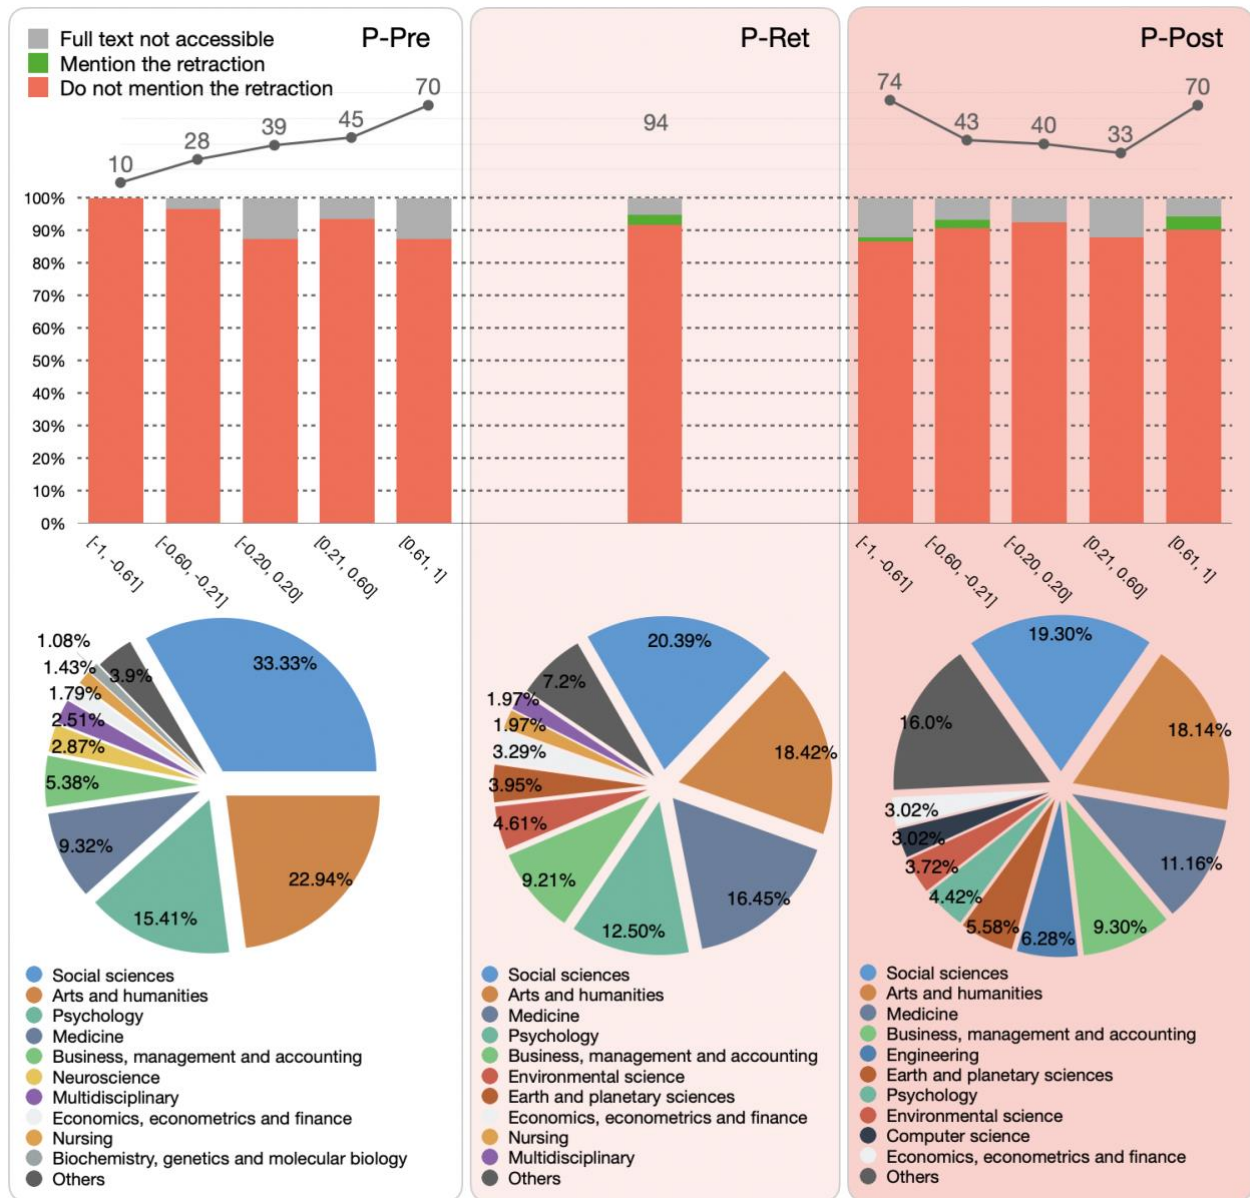 Full text not accessible
Mention the retraction
Do not mention the retraction
P-Pre
10
28
39
45
70
100%
90%
80%
70%
60%
50%
40%
30%
20%
10%
0%
[-1, -0.61]
[-0.60, -0.21]
[-0.20, 0.20]
[0.21, 0.60]
[0.61, 1]
1.08%
1.43%
1.79%
2.51%
2.87%
5.38%
9.32%
15.41%
22.94%
33.33%
3.9%
Social sciences
Arts and humanities
Psychology
Medicine
Business, management and accounting
Neuroscience
Multidisciplinary
Economics, econometrics and finance
Nursing
Biochemistry, genetics and molecular biology
Others
P-Ret
94
20.39%
7.2%
1.97%
1.97%
3.29%
3.95%
4.61%
9.21%
12.50%
16.45%
18.42%
Social sciences
Arts and humanities
Medicine
Psychology
Business, management and accounting
Environmental science
Earth and planetary sciences
Economics, econometrics and finance
Nursing
Multidisciplinary
Others
P-Post
74
43
40
33
70
[-1, -0.61]
[-0.60, -0.21]
[-0.20, 0.20]
[0.21, 0.60]
[0.61, 1]
19.30%
16.0%
18.14%
3.02%
3.02%
3.72%
4.42%
5.58%
6.28%
9.30%
11.16%
Social sciences
Arts and humanities
Medicine
Business, management and accounting
Engineering
Earth and planetary sciences
Psychology
Environmental science
Computer science
Economics, econometrics and finance
Others